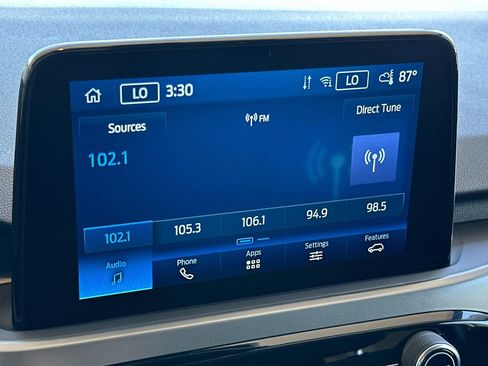 LO 3:30 LO 87°
Sources FM Direct Tune
102.1
102.1 105.3 106.1 94.9 98.5
Audio Phone Apps Settings Features